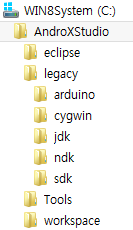 WIN8System (C:)
AndroXStudio
eclipse
legacy
arduino
cygwin
jdk
ndk
sdk
Tools
workspace